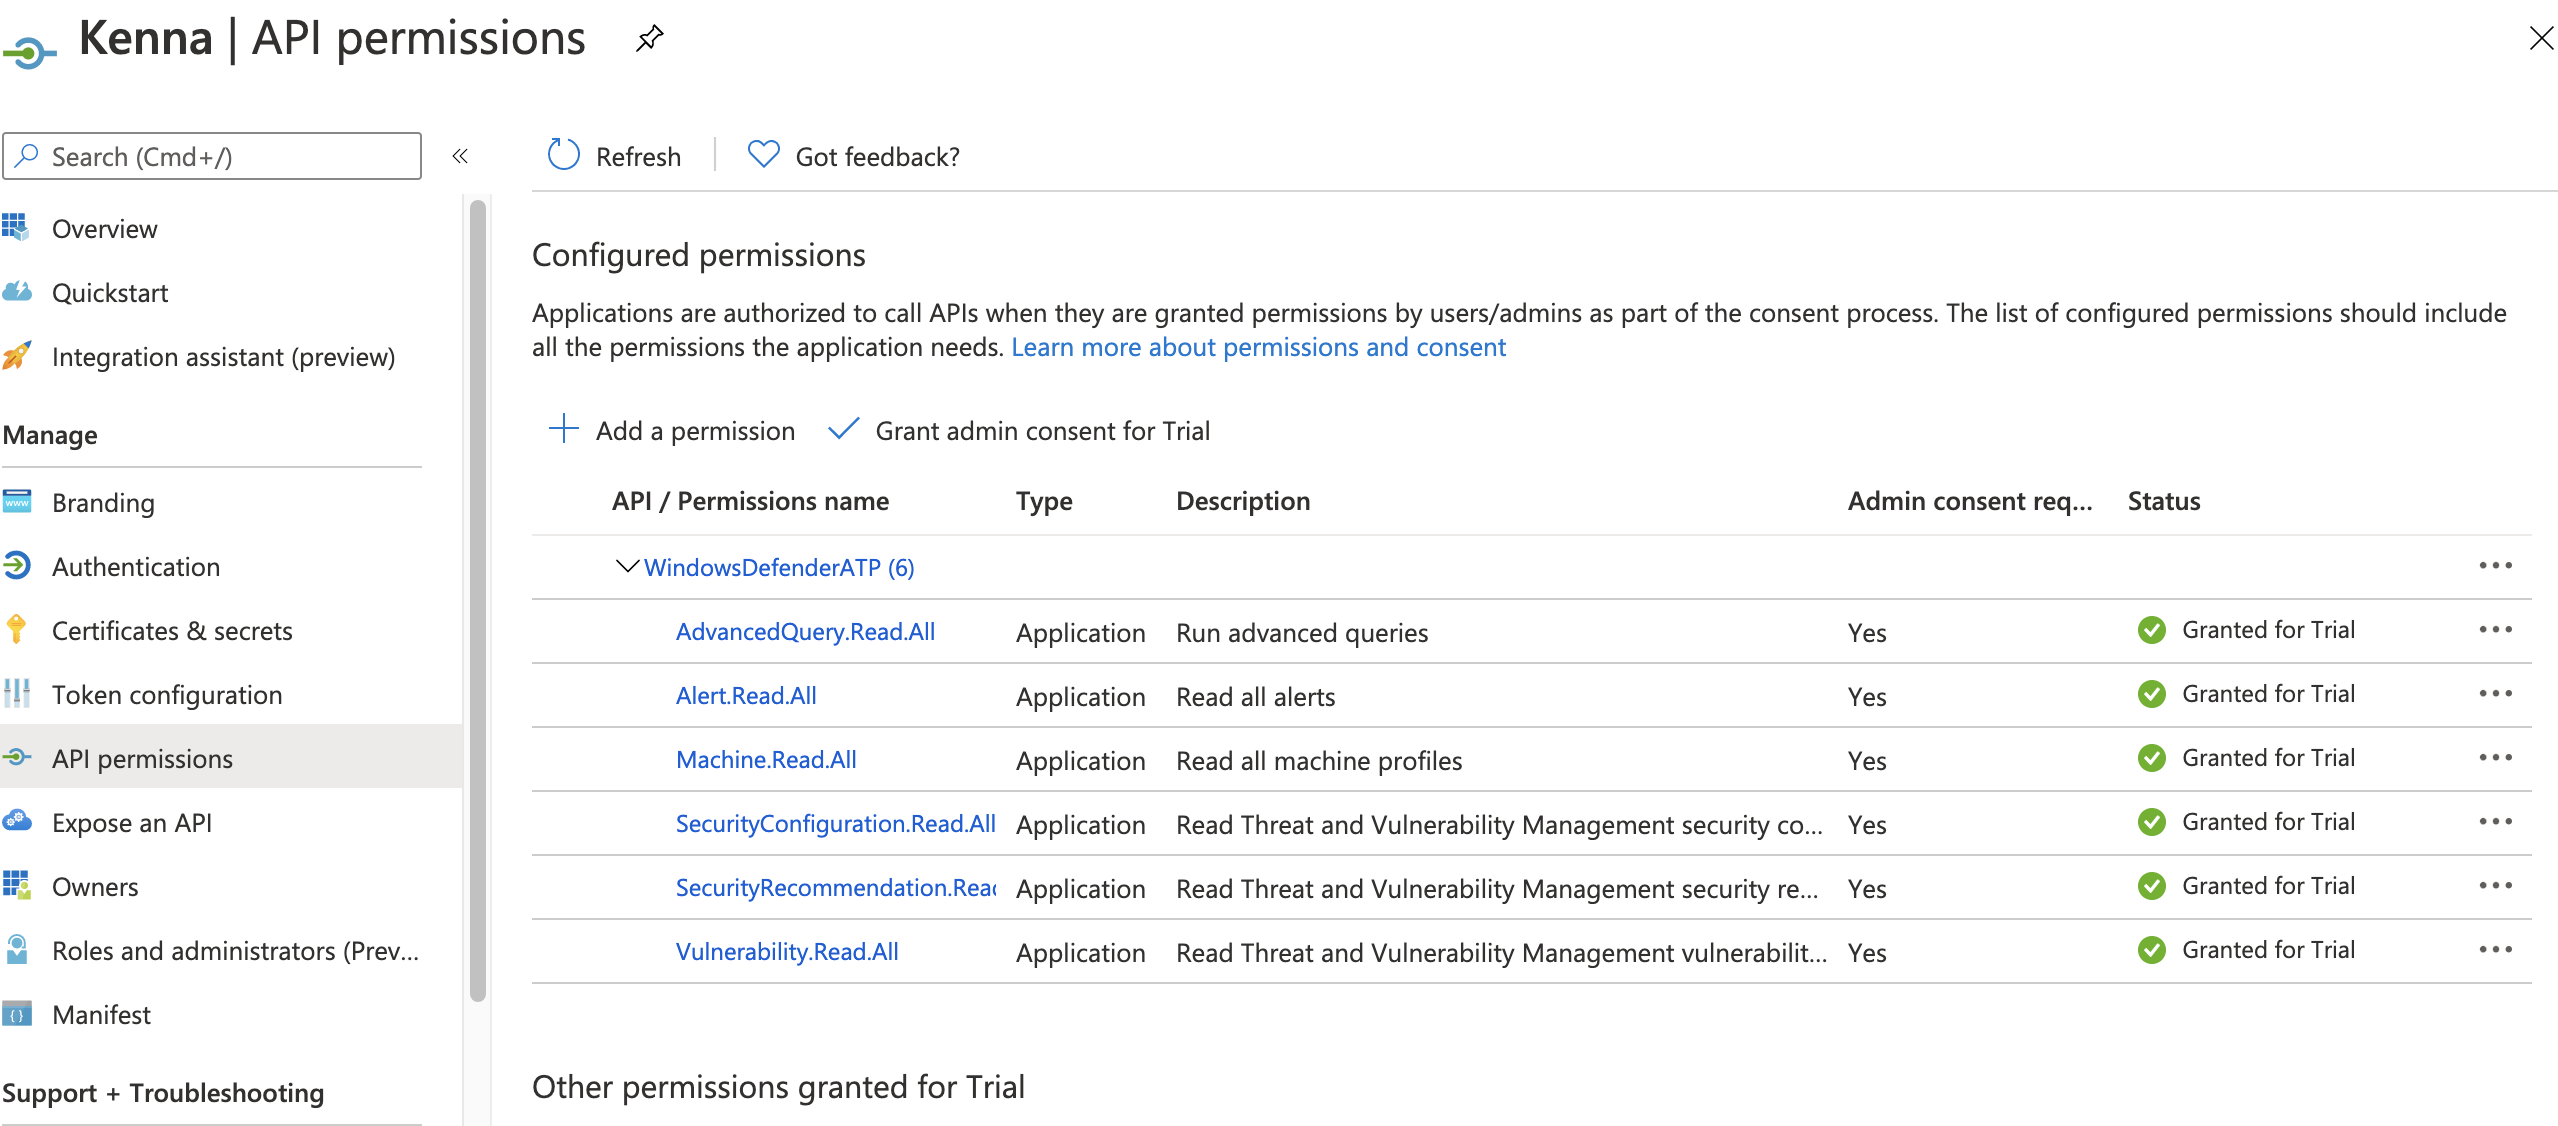 Kenna | API permissions
Search (Cmd+/)
«
Overview
Quickstart
Integration assistant (preview)
Manage
Branding
Authentication
Certificates & secrets
Token configuration
API permissions
Expose an API
Owners
Roles and administrators (Prev...
Manifest
Support + Troubleshooting
Refresh
Got feedback?
Configured permissions
Applications are authorized to call APIs when they are granted permissions by users/admins as part of the consent process. The list of configured permissions should include
all the permissions the application needs. Learn more about permissions and consent
Add a permission Grant admin consent for Trial
API / Permissions name Type Description Admin consent req... Status
WindowsDefenderATP (6) ...
AdvancedQuery.Read.All Application Run advanced queries Yes Granted for Trial ...
Alert.Read.All Application Read all alerts Yes Granted for Trial ...
Machine.Read.All Application Read all machine profiles Yes Granted for Trial ...
SecurityConfiguration.Read.All Application Read Threat and Vulnerability Management security co... Yes Granted for Trial ...
SecurityRecommendation.Read Application Read Threat and Vulnerability Management security re... Yes Granted for Trial ...
Vulnerability.Read.All Application Read Threat and Vulnerability Management vulnerabilit... Yes Granted for Trial ...
Other permissions granted for Trial